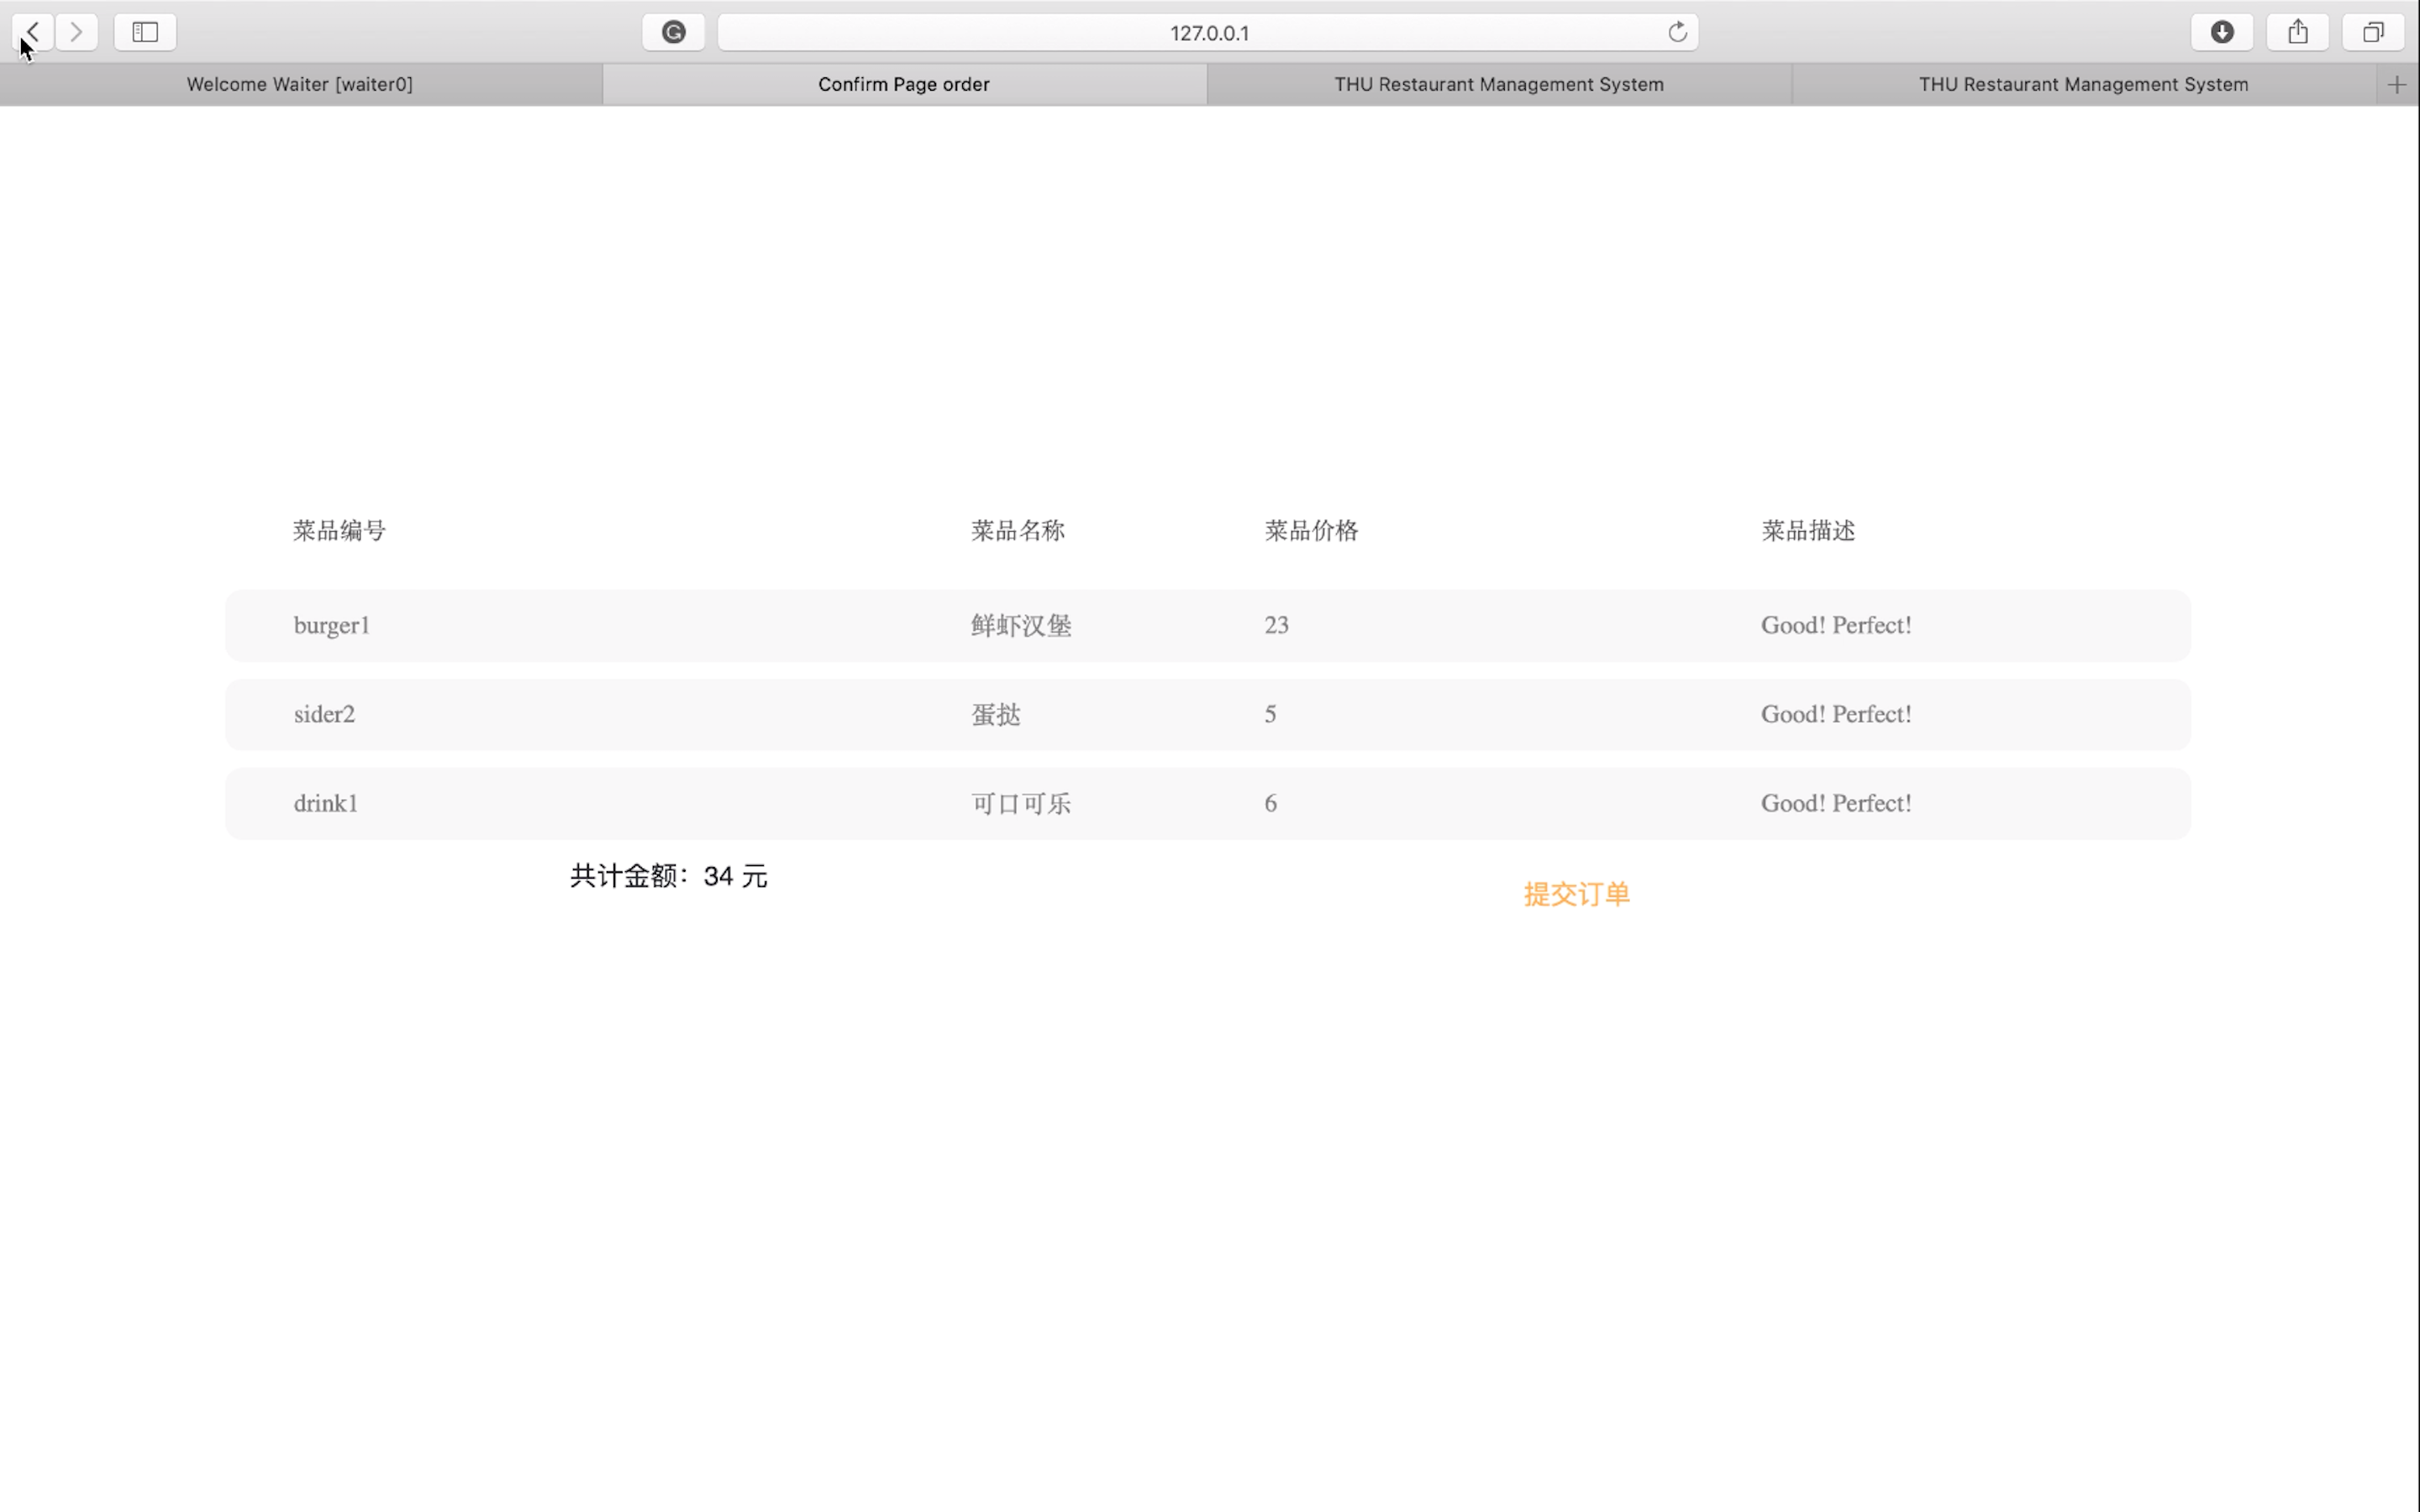 127.0.0.1
Welcome Waiter [waiter0] Confirm Page order THU Restaurant Management System THU Restaurant Management System
菜品编号 菜品名称 菜品价格 菜品描述
burger1 鲜虾汉堡 23 Good! Perfect!
sider2 蛋挞 5 Good! Perfect!
drink1 可口可乐 6 Good! Perfect!
共计金额：34 元
提交订单